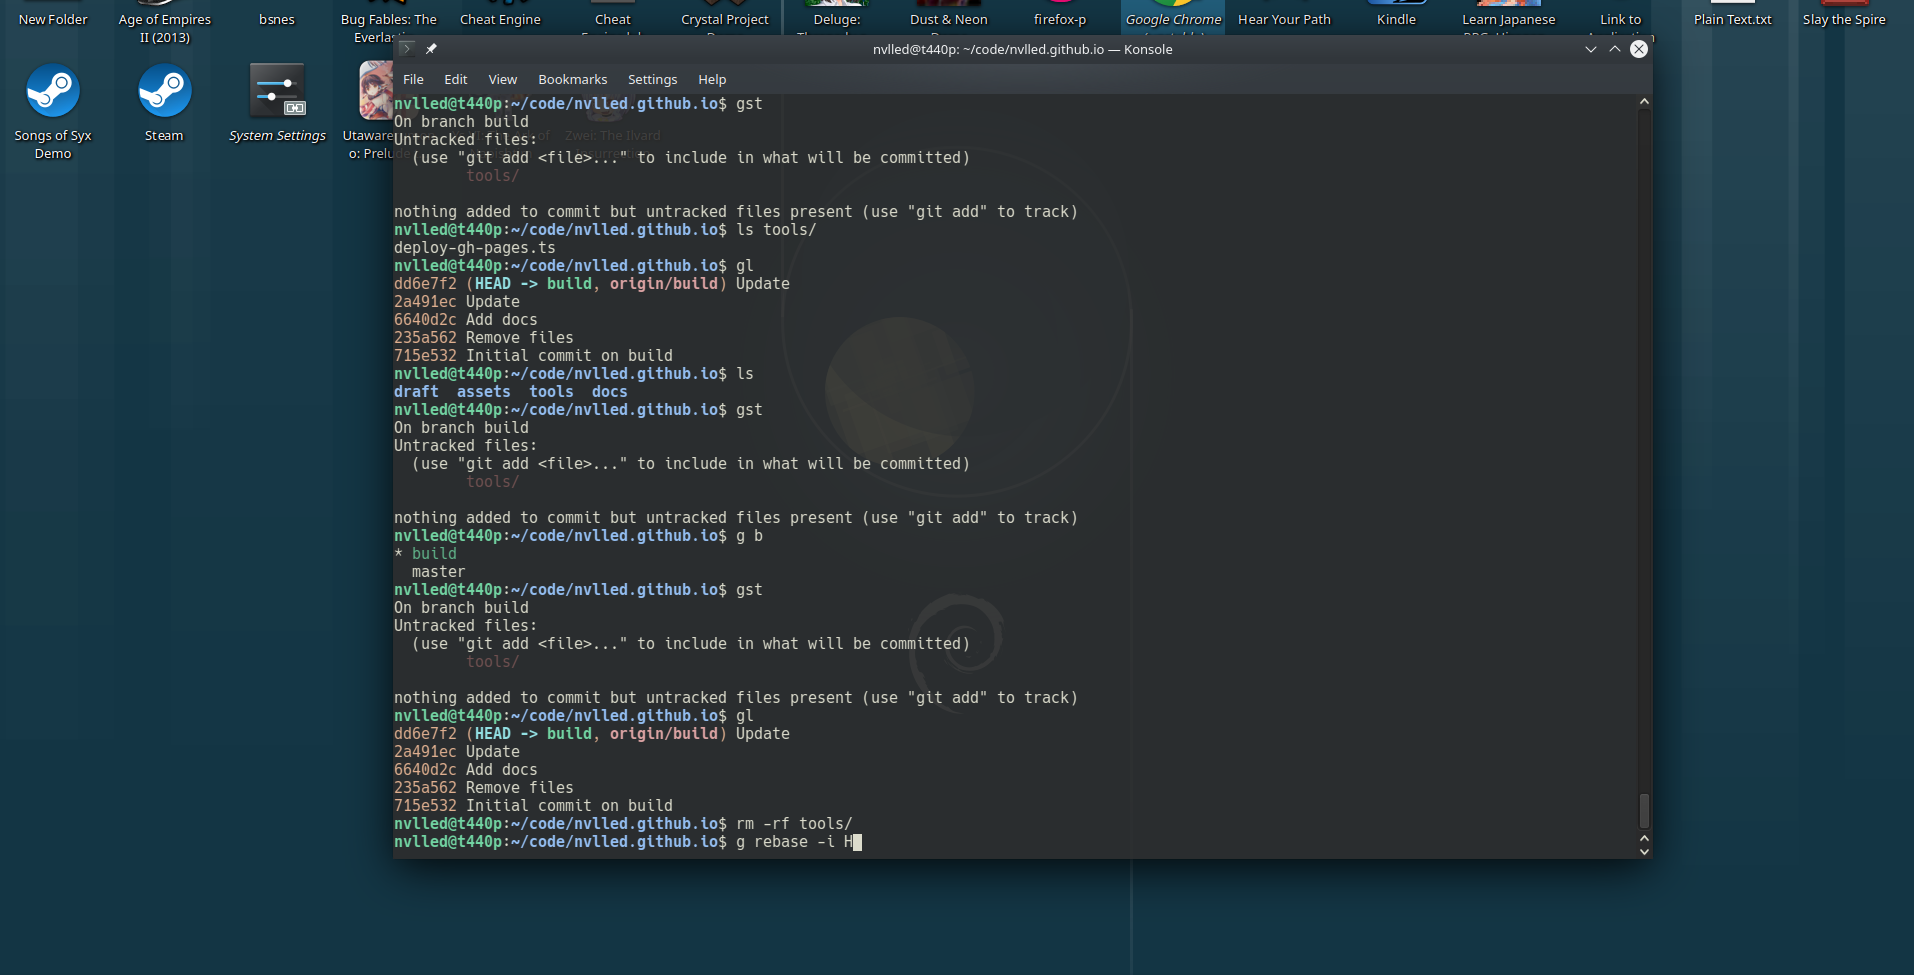 New Folder
Age of Empires
II (2013)
bsnes
Bug Fables: The
Everlas
Cheat Engine
Cheat
Crystal Project
Deluge:
Dust & Neon
firefox-p
Google Chrome
Hear Your Path
Kindle
Learn Japanese
Link to
Plain Text.txt
Slay the Spire
Songs of Syx
Demo
Steam
System Settings
Utaware
o: Prelu
Zwei: The Ilvard
Insurrection
nvlled@t440p: ~/code/nvlled.github.io — Konsole
File Edit View Bookmarks Settings Help
nvlled@t440p:~/code/nvlled.github.io$ gst
On branch build
Untracked files:
  (use "git add <file>..." to include in what will be committed)
        tools/
nothing added to commit but untracked files present (use "git add" to track)
nvlled@t440p:~/code/nvlled.github.io$ ls tools/
deploy-gh-pages.ts
nvlled@t440p:~/code/nvlled.github.io$ gl
dd6e7f2 (HEAD -> build, origin/build) Update
2a491ec Update
6640d2c Add docs
235a562 Remove files
715e532 Initial commit on build
nvlled@t440p:~/code/nvlled.github.io$ ls
draft  assets  tools  docs
nvlled@t440p:~/code/nvlled.github.io$ gst
On branch build
Untracked files:
  (use "git add <file>..." to include in what will be committed)
        tools/
nothing added to commit but untracked files present (use "git add" to track)
nvlled@t440p:~/code/nvlled.github.io$ g b
* build
  master
nvlled@t440p:~/code/nvlled.github.io$ gst
On branch build
Untracked files:
  (use "git add <file>..." to include in what will be committed)
        tools/
nothing added to commit but untracked files present (use "git add" to track)
nvlled@t440p:~/code/nvlled.github.io$ gl
dd6e7f2 (HEAD -> build, origin/build) Update
2a491ec Update
6640d2c Add docs
235a562 Remove files
715e532 Initial commit on build
nvlled@t440p:~/code/nvlled.github.io$ rm -rf tools/
nvlled@t440p:~/code/nvlled.github.io$ g rebase -i H